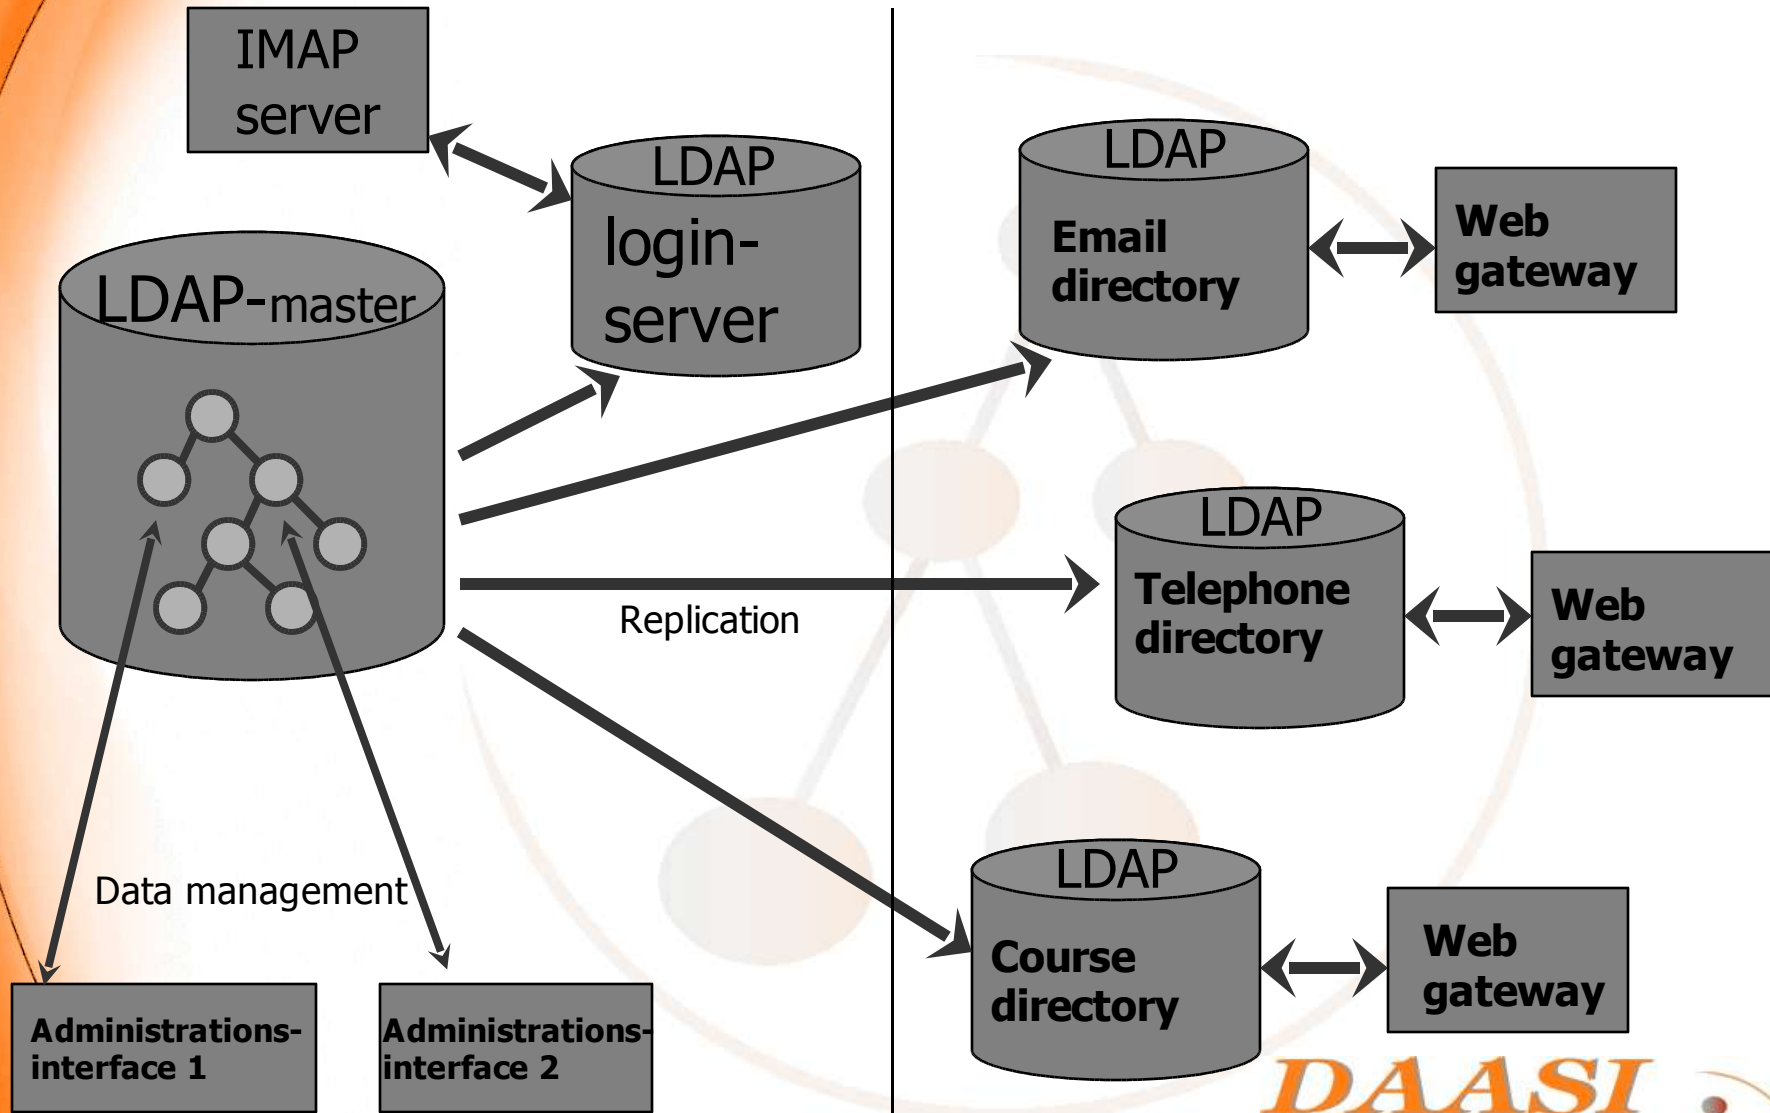 IMAP
server
LDAP
login-
server
LDAP-master
LDAP
Email
directory
Web
gateway
LDAP
Telephone
directory
Web
gateway
Replication
Data management
LDAP
Course
directory
Web
gateway
Administrations-
interface 1
Administrations-
interface 2
DAASI